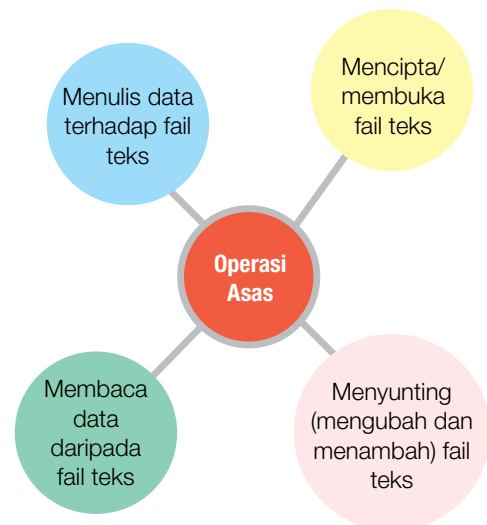 Menulis data
terhadap fail
teks
Mencipta/
membuka
fail teks
Operasi
Asas
Membaca
data
daripada
fail teks
Menyunting
(mengubah dan
menambah) fail
teks